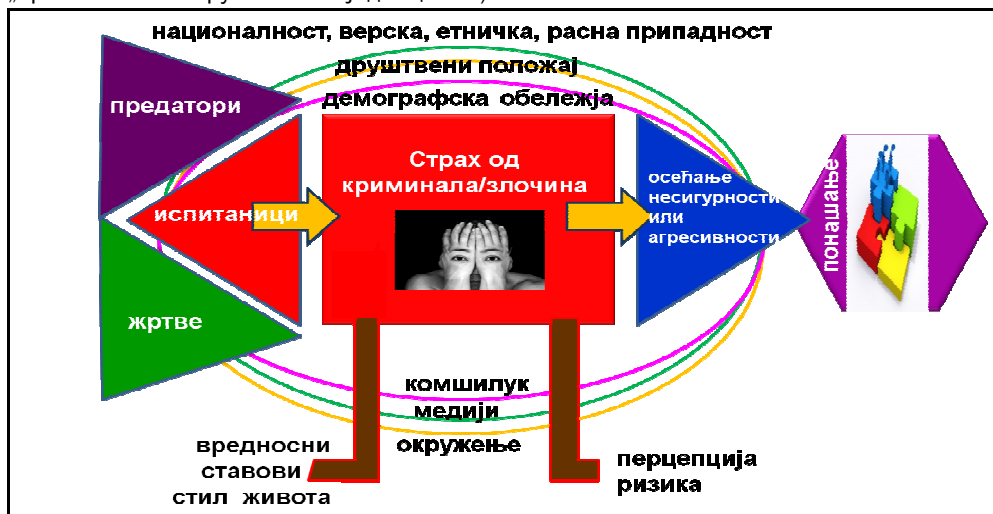 националност, верска, етничка, расна припадност
друштвени положај
демографска обележја
предатори
Страх од
криминала/злочина
испитаници
осећање
несигурности
или
агресивности
понашање
жртве
комшилук
медији
окружење
вредносни
ставови
стил живота
перцепција
ризика